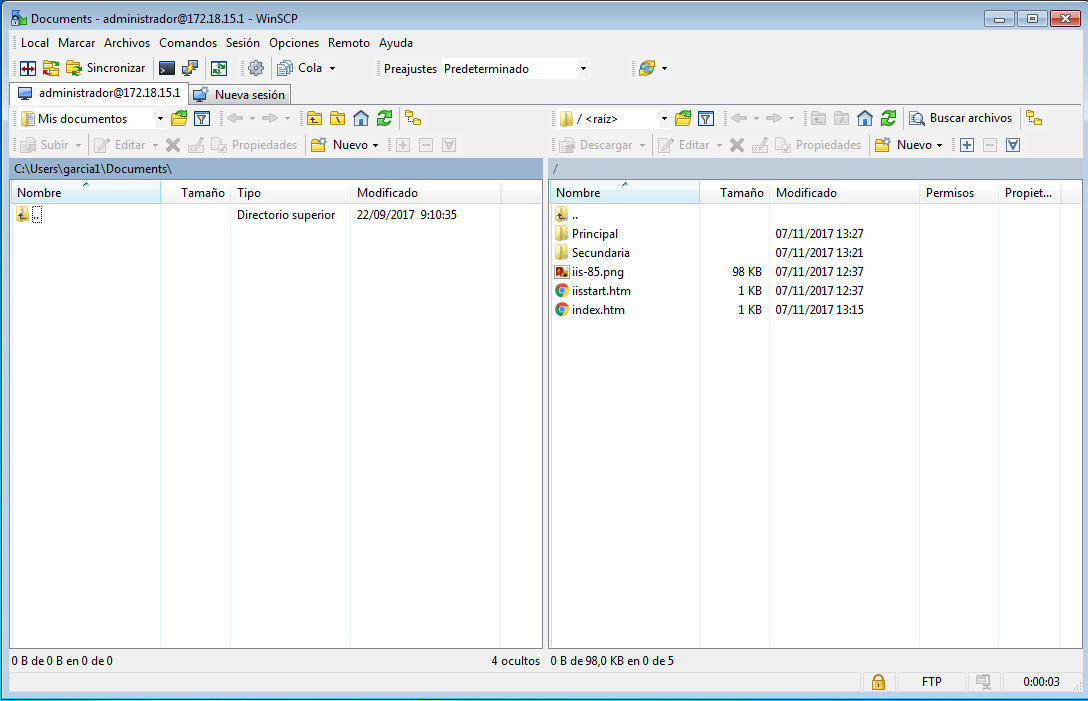 Documents - administrador@172.18.15.1 - WinSCP
Local Marcar Archivos Comandos Sesión Opciones Remoto Ayuda
Sincronizar Cola Preajustes Predeterminado
administrador@172.18.15.1 Nueva sesión
Mis documentos / <raíz> Buscar archivos
Subir Editar Propiedades Nuevo Descargar Editar Propiedades Nuevo
C:\Users\garcia1\Documents\ /
Nombre Tamaño Tipo Modificado Nombre Tamaño Modificado Permisos Propiet...
.. Directorio superior 22/09/2017 9:10:35 ..
Principal 07/11/2017 13:27
Secundaria 07/11/2017 13:21
iis-85.png 98 KB 07/11/2017 12:37
iisstart.htm 1 KB 07/11/2017 12:37
index.htm 1 KB 07/11/2017 13:15
0 B de 0 B en 0 de 0 4 ocultos 0 B de 98,0 KB en 0 de 5
FTP 0:00:03